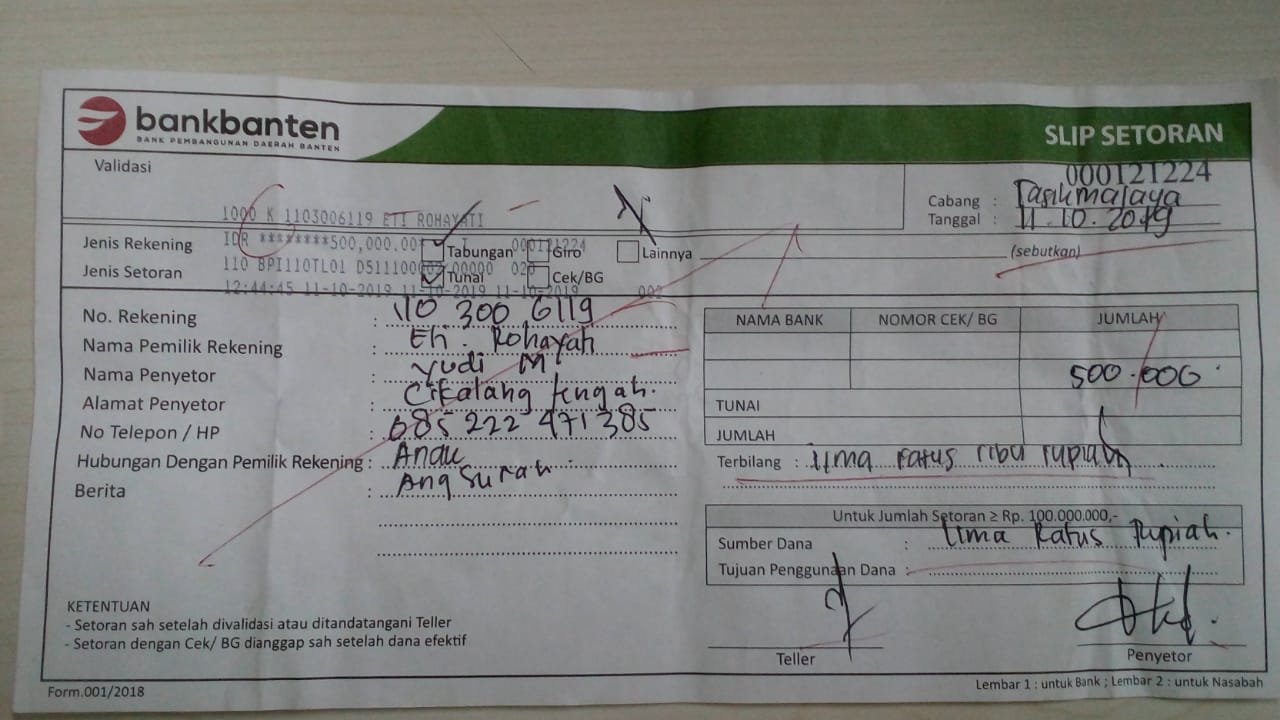 bankbanten
BANK PEMBANGUNAN DAERAH BANTEN
SLIP SETORAN
Validasi
000121224
Cabang : Tasikmalaya
Tanggal : 11.10.2019
1000 K 1103006119 ETI ROHAYATI
Jenis Rekening Tabungan Giro Lainnya (sebutkan)
IDR ********500,000.00 000121224
Jenis Setoran Tunai Cek/BG
110 BPI110TL01 00000
12:44:45 11-10-2019 11-10-2019 11-10-2019 002
No. Rekening : 110 300 6119
Nama Pemilik Rekening : Eti. Rohayati
Nama Penyetor : Yudi M
Alamat Penyetor : Cikalang tengah.
No Telepon / HP : 085 222 471 385
Hubungan Dengan Pemilik Rekening : Anak
Berita : Angsuran
NAMA BANK NOMOR CEK/ BG JUMLAH
500.000
TUNAI
JUMLAH
Terbilang : lima ratus ribu rupiah
Untuk Jumlah Setoran ≥ Rp. 100.000.000,-
Sumber Dana : Lima Ratus Rupiah.
Tujuan Penggunaan Dana :
KETENTUAN
- Setoran sah setelah divalidasi atau ditandatangani Teller
- Setoran dengan Cek/ BG dianggap sah setelah dana efektif
Teller
Penyetor
Form.001/2018
Lembar 1 : untuk Bank ; Lembar 2 : untuk Nasabah